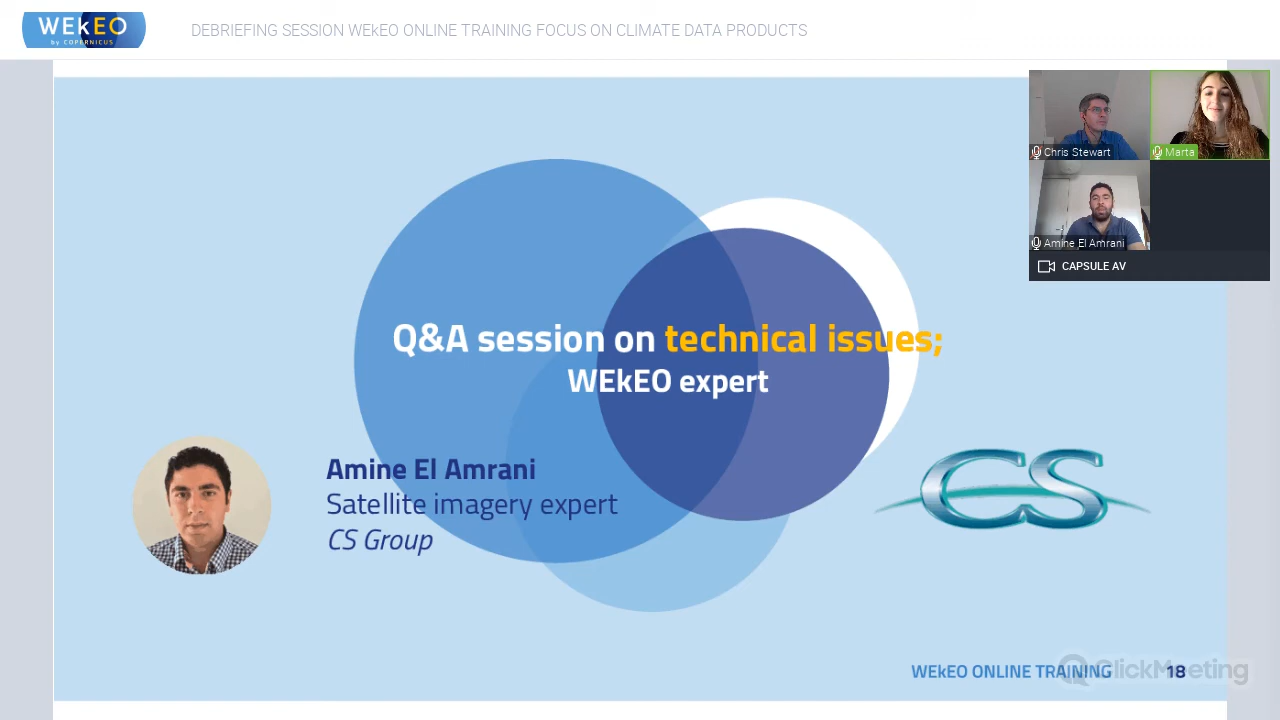 WEkEO
by COPERNICUS
DEBRIEFING SESSION WEkEO ONLINE TRAINING FOCUS ON CLIMATE DATA PRODUCTS
Chris Stewart
Marta
Amine El Amrani
CAPSULE AV
Q&A session on technical issues;
WEkEO expert
Amine El Amrani
Satellite imagery expert
CS Group
CS
WEkEO ONLINE TRAINING
18
ClickMeeting